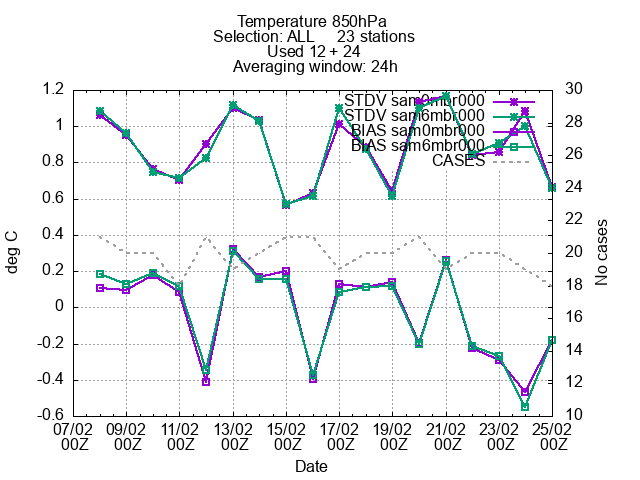 Temperature 850hPa
Selection: ALL 23 stations
Used 12 + 24
Averaging window: 24h
STDV sam0mbr000
STDV sam6mbr000
BIAS sam0mbr000
BIAS sam6mbr000
CASES
1.2
1
0.8
0.6
0.4
0.2
0
-0.2
-0.4
-0.6
deg C
30
28
26
24
22
20
18
16
14
12
10
No cases
07/02 09/02 11/02 13/02 15/02 17/02 19/02 21/02 23/02 25/02
00Z 00Z 00Z 00Z 00Z 00Z 00Z 00Z 00Z 00Z
Date